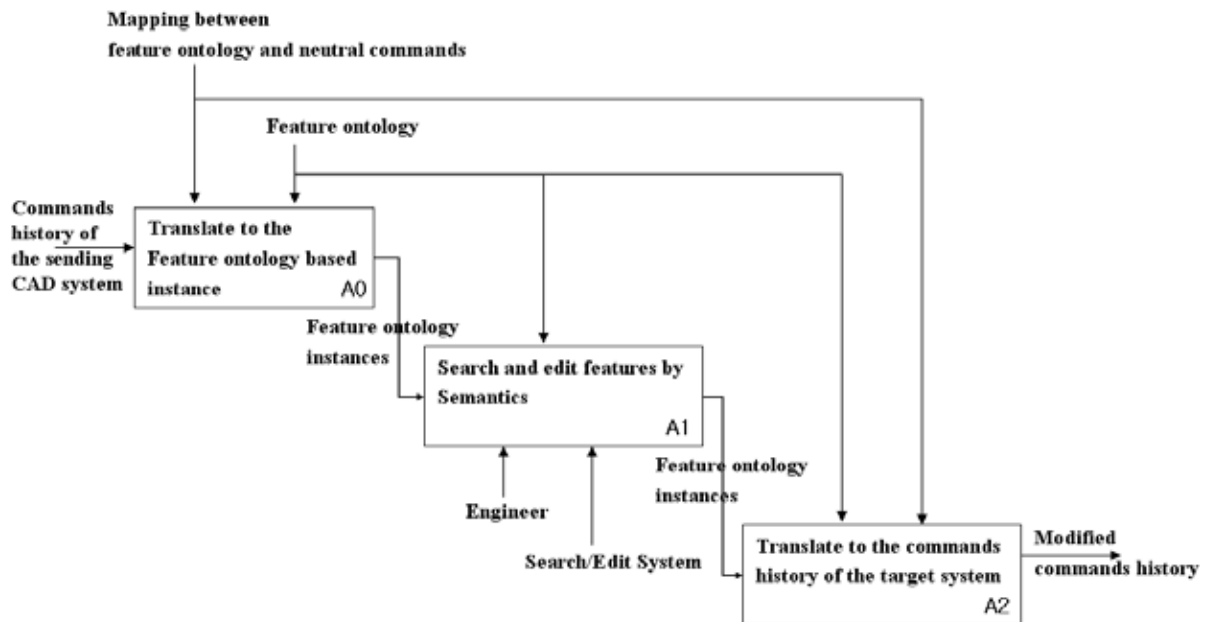 Mapping between
feature ontology and neutral commands
Feature ontology
Commands
history of
the sending
CAD system
Translate to the
Feature ontology based
instance
A0
Feature ontology
instances
Search and edit features by
Semantics
A1
Engineer
Search/Edit System
Feature ontology
instances
Translate to the commands
history of the target system
A2
Modified
commands history